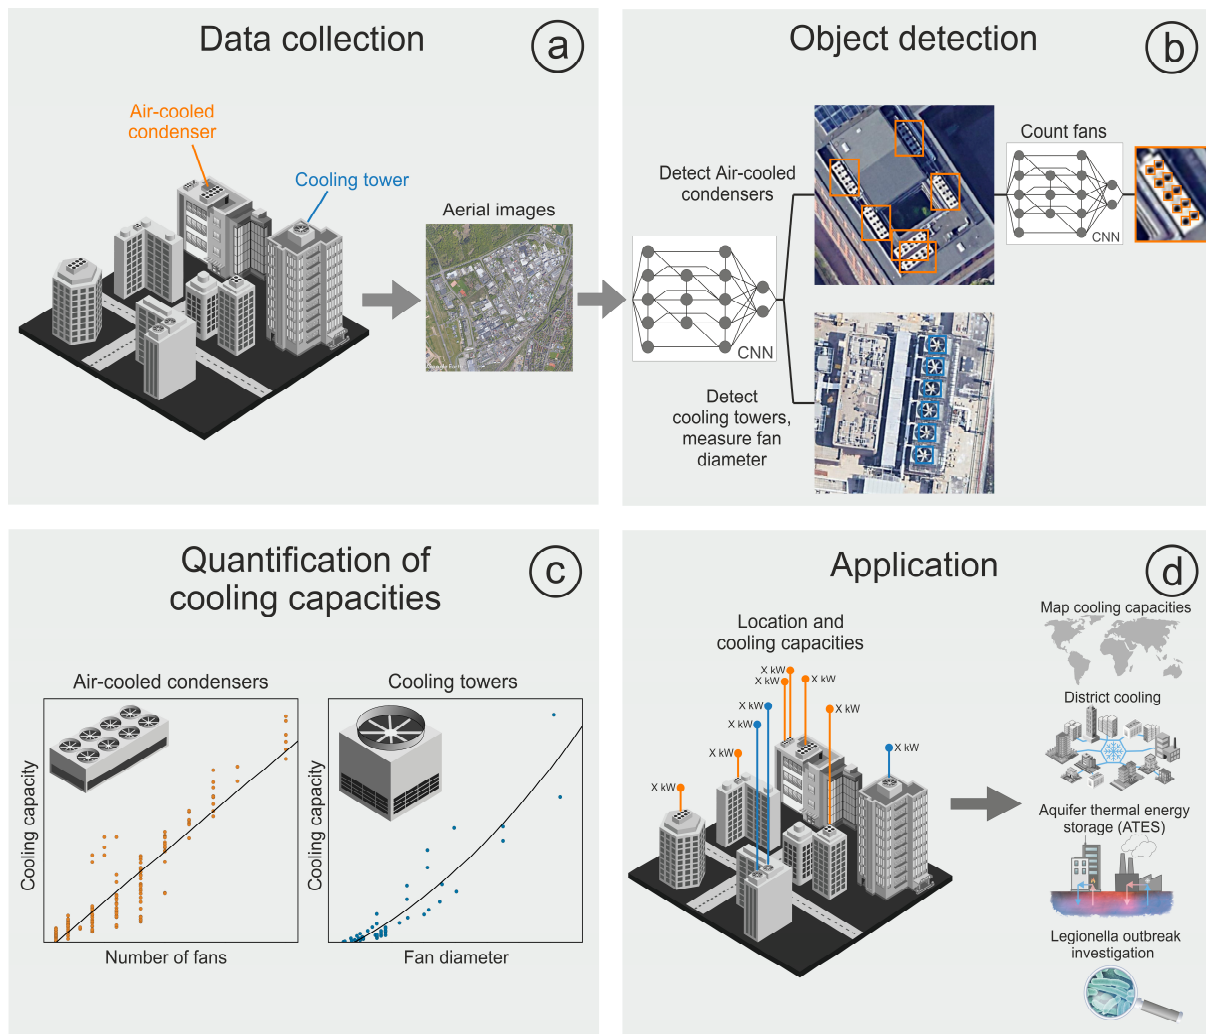 Data collection
a
Air-cooled
condenser
Cooling tower
Aerial images
Object detection
b
Detect Air-cooled
condensers
Count fans
CNN
CNN
Detect
cooling towers,
measure fan
diameter
Quantification of
cooling capacities
c
Air-cooled condensers
Cooling capacity
Number of fans
Cooling towers
Cooling capacity
Fan diameter
Application
d
Location and
cooling capacities
X kW
X kW
X kW
X kW
X kW
X kW
X kW
X kW
X kW
Map cooling capacities
District cooling
Aquifer thermal energy
storage (ATES)
Legionella outbreak
investigation